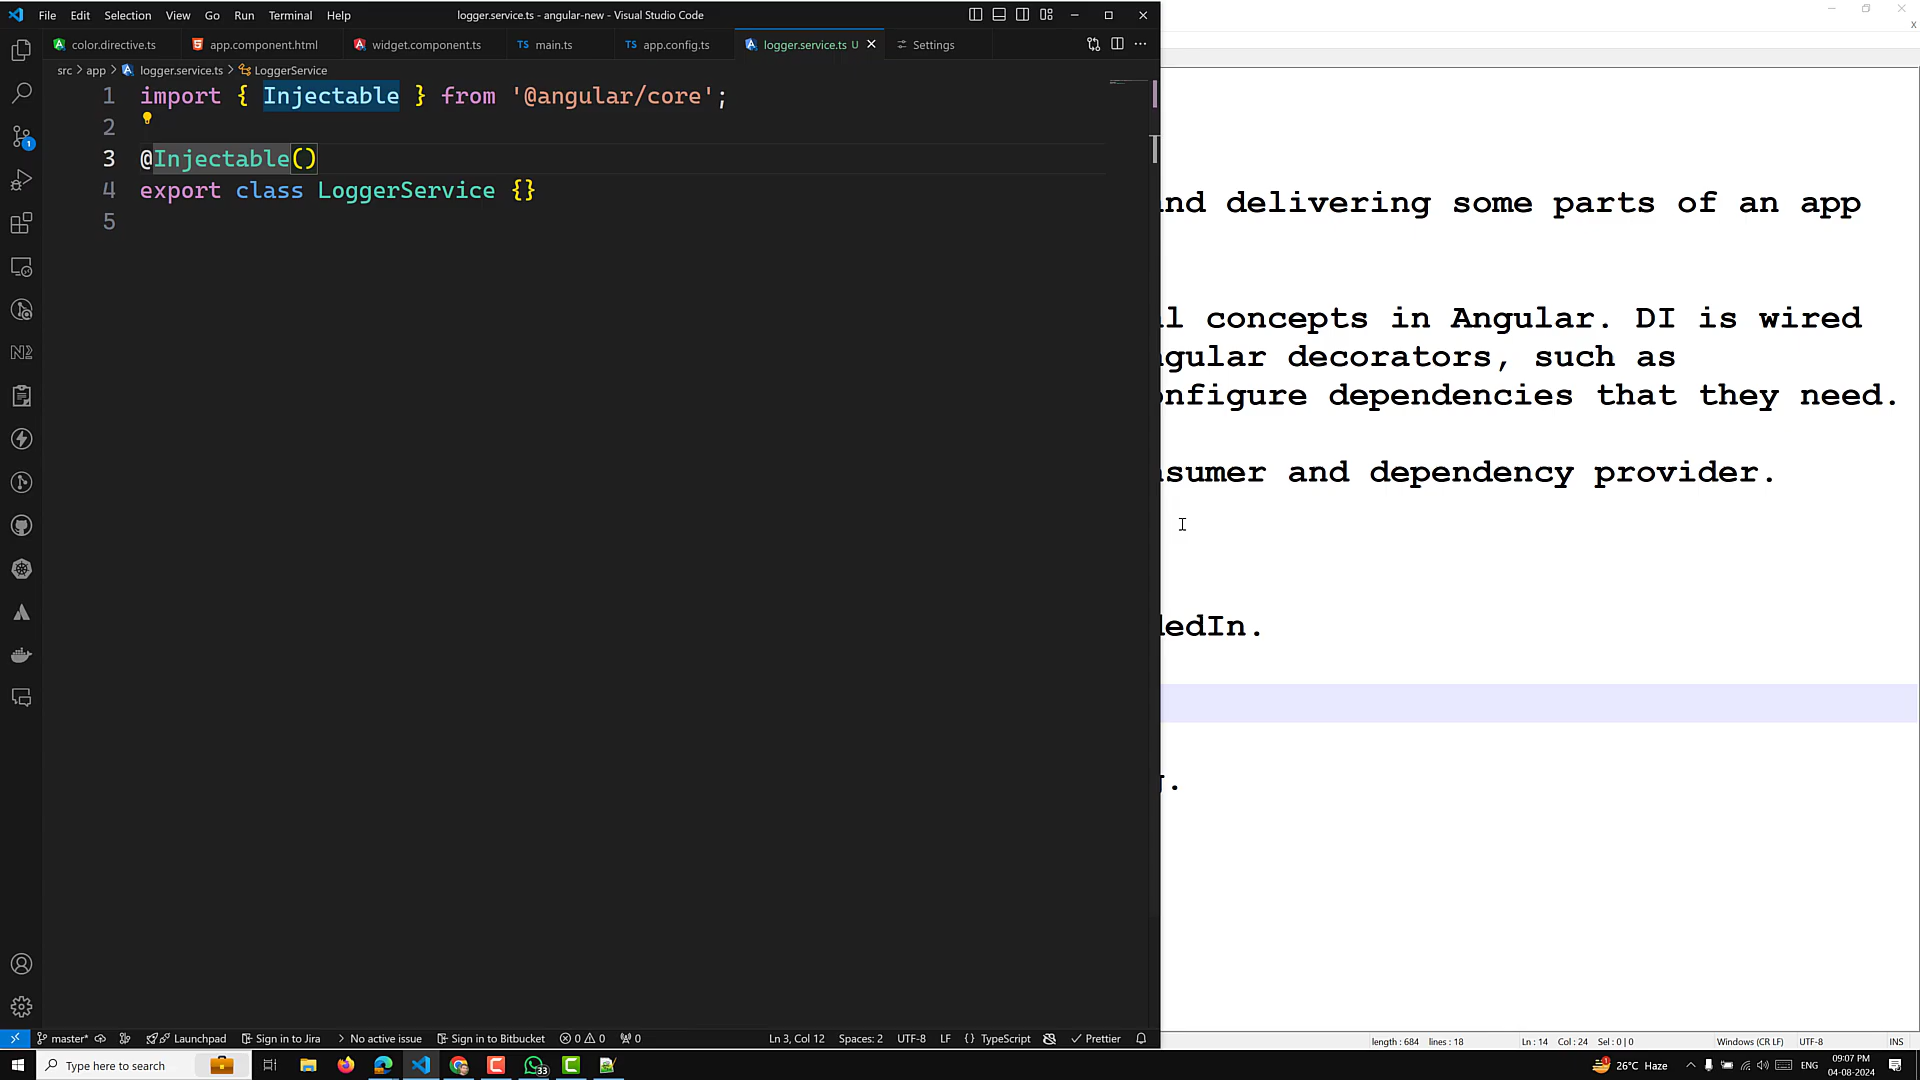 File Edit Selection View Go Run Terminal Help
logger.service.ts - angular-new - Visual Studio Code
color.directive.ts
app.component.html
widget.component.ts
TS main.ts
TS app.config.ts
logger.service.ts U
Settings
src > app > logger.service.ts > LoggerService
1 import { Injectable } from '@angular/core';
2
3 @Injectable()
4 export class LoggerService {}
5
nd delivering some parts of an app
l concepts in Angular. DI is wired
gular decorators, such as
nfigure dependencies that they need.
sumer and dependency provider.
dedIn.
.
master* Launchpad Sign in to Jira > No active issue Sign in to Bitbucket 0 0 0 Ln 3, Col 12 Spaces: 2 UTF-8 LF {} TypeScript Prettier
length : 684 lines : 18 Ln : 14 Col : 24 Sel : 0 | 0 Windows (CR LF) UTF-8 INS
Type here to search
33
1 26°C Haze
ENG
09:07 PM
04-08-2024